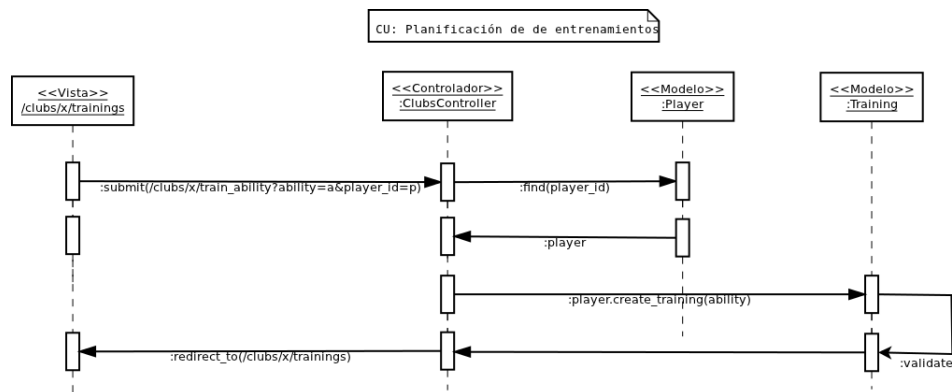 CU: Planificación de de entrenamientos
<<Vista>>
/clubs/x/trainings
<<Controlador>>
:ClubsController
<<Modelo>>
:Player
<<Modelo>>
:Training
:submit(/clubs/x/train_ability?ability=a&player_id=p)
:find(player_id)
:player
:player.create_training(ability)
:redirect_to(/clubs/x/trainings)
:validate